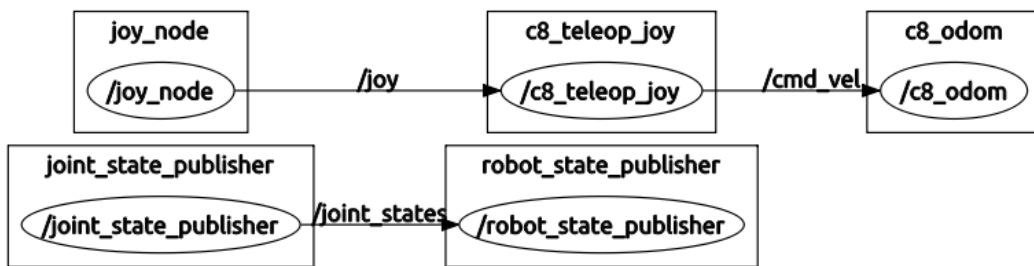 joy_node
c8_teleop_joy
c8_odom
/joy_node
/joy
/c8_teleop_joy
/cmd_vel
/c8_odom
joint_state_publisher
robot_state_publisher
/joint_state_publisher
/joint_states
/robot_state_publisher